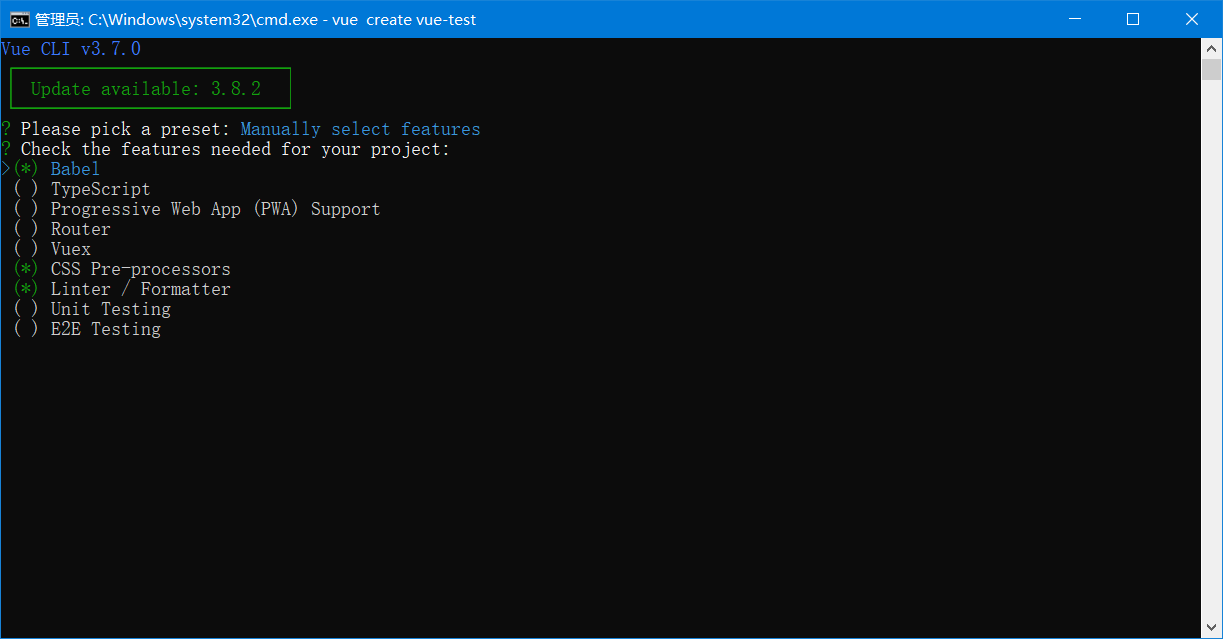 管理员: C:\Windows\system32\cmd.exe - vue  create vue-test
Vue CLI v3.7.0
Update available: 3.8.2
? Please pick a preset: Manually select features
? Check the features needed for your project:
>(*) Babel
( ) TypeScript
( ) Progressive Web App (PWA) Support
( ) Router
( ) Vuex
(*) CSS Pre-processors
(*) Linter / Formatter
( ) Unit Testing
( ) E2E Testing